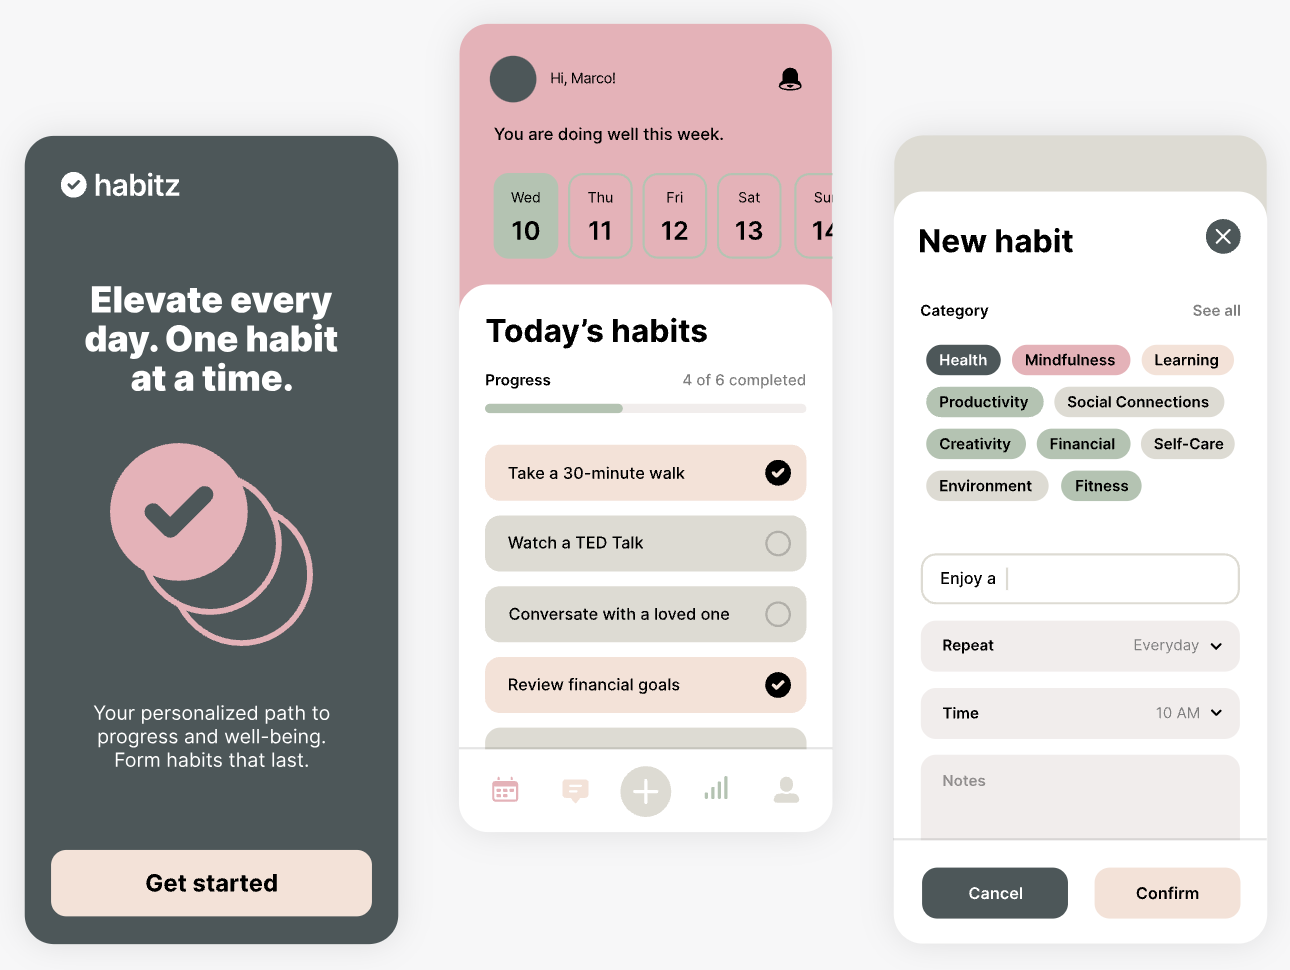 habitz
Elevate every
day. One habit
at a time.
Your personalized path to
progress and well-being.
Form habits that last.
Get started
Hi, Marco!
You are doing well this week.
Wed Thu Fri Sat Su
10 11 12 13 14
Today's habits
Progress 4 of 6 completed
Take a 30-minute walk
Watch a TED Talk
Conversate with a loved one
Review financial goals
New habit
Category See all
Health Mindfulness Learning
Productivity Social Connections
Creativity Financial Self-Care
Environment Fitness
Enjoy a
Repeat Everyday
Time 10 AM
Notes
Cancel Confirm